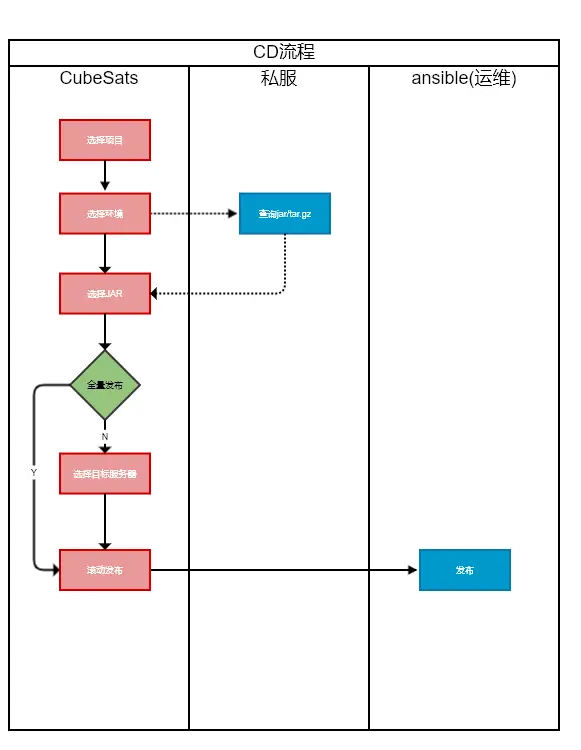 CD流程
CubeSats
私服
ansible(运维)
选择项目
选择环境
查询jar/tar.gz
选择JAR
全量发布
N
Y
选择目标服务器
滚动发布
发布